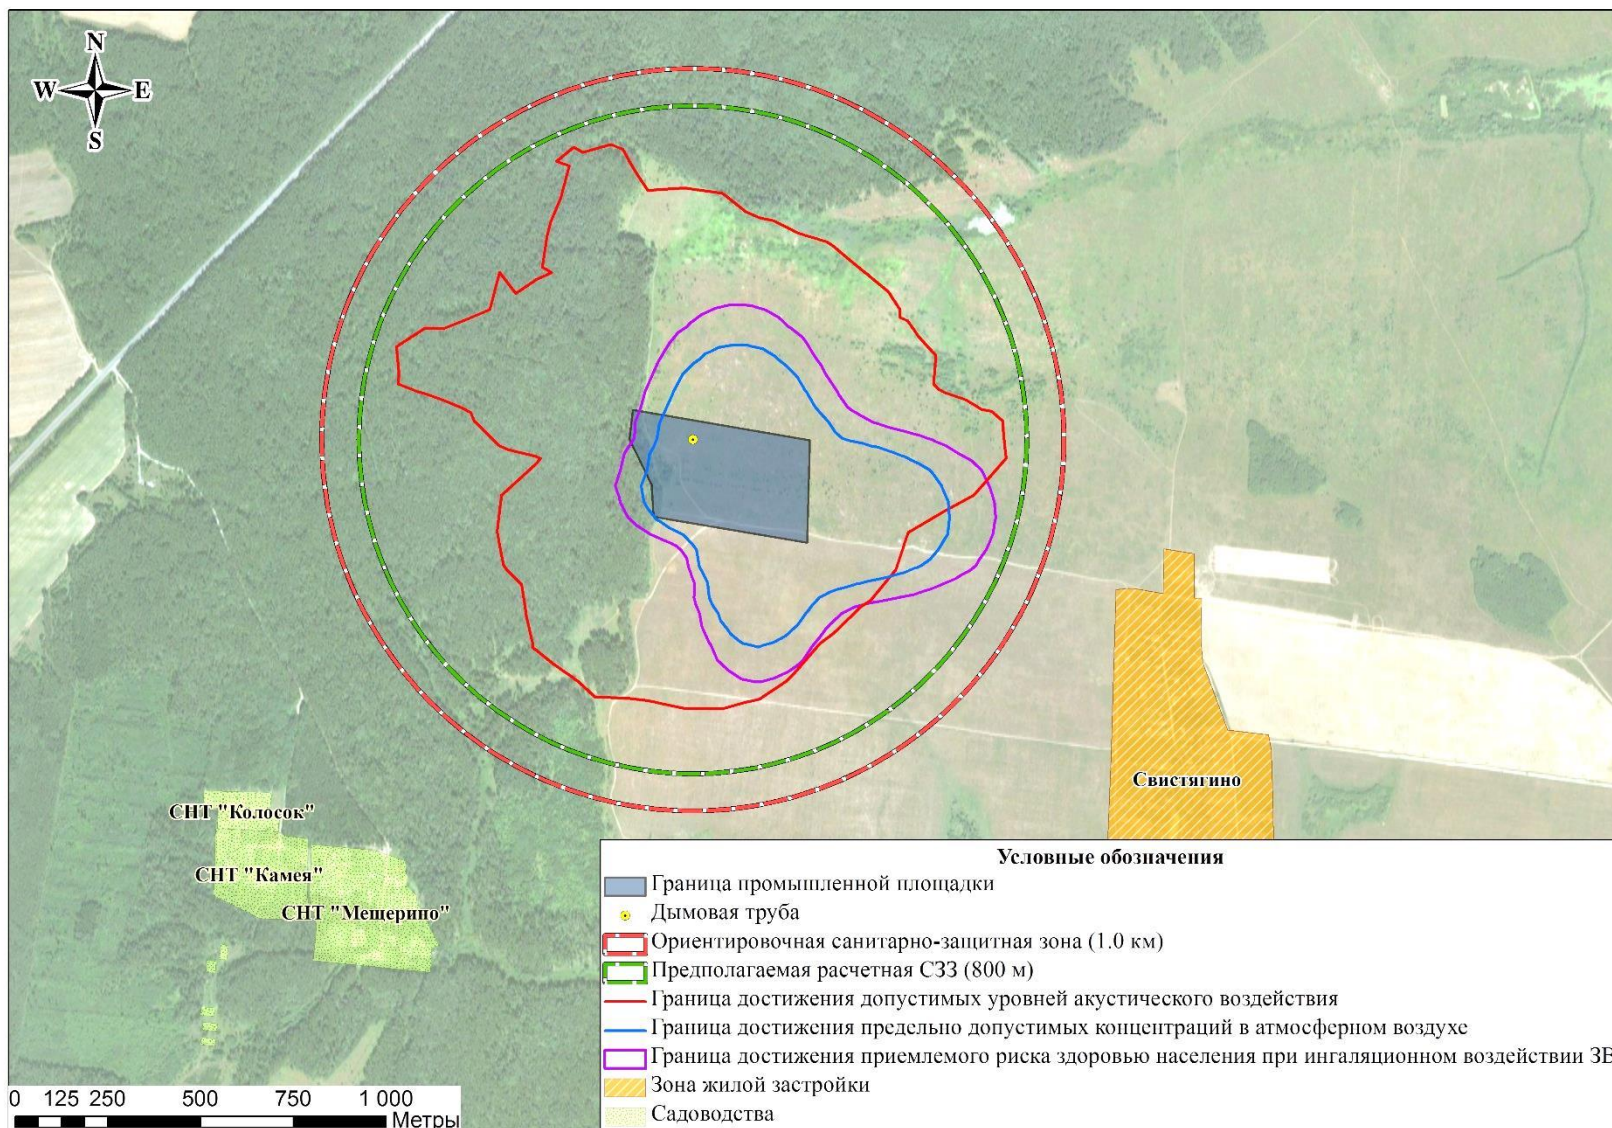 N
W E
S
Свистягино
СНТ "Колосок"
СНТ "Камея"
СНТ "Мещерино"
Условные обозначения
Граница промышленной площадки
Дымовая труба
Ориентировочная санитарно-защитная зона (1.0 км)
Предполагаемая расчетная СЗЗ (800 м)
Граница достижения допустимых уровней акустического воздействия
Граница достижения предельно допустимых концентраций в атмосферном воздухе
Граница достижения приемлемого риска здоровью населения при ингаляционном воздействии ЗВ
Зона жилой застройки
Садоводства
0 125 250 500 750 1 000
Метры